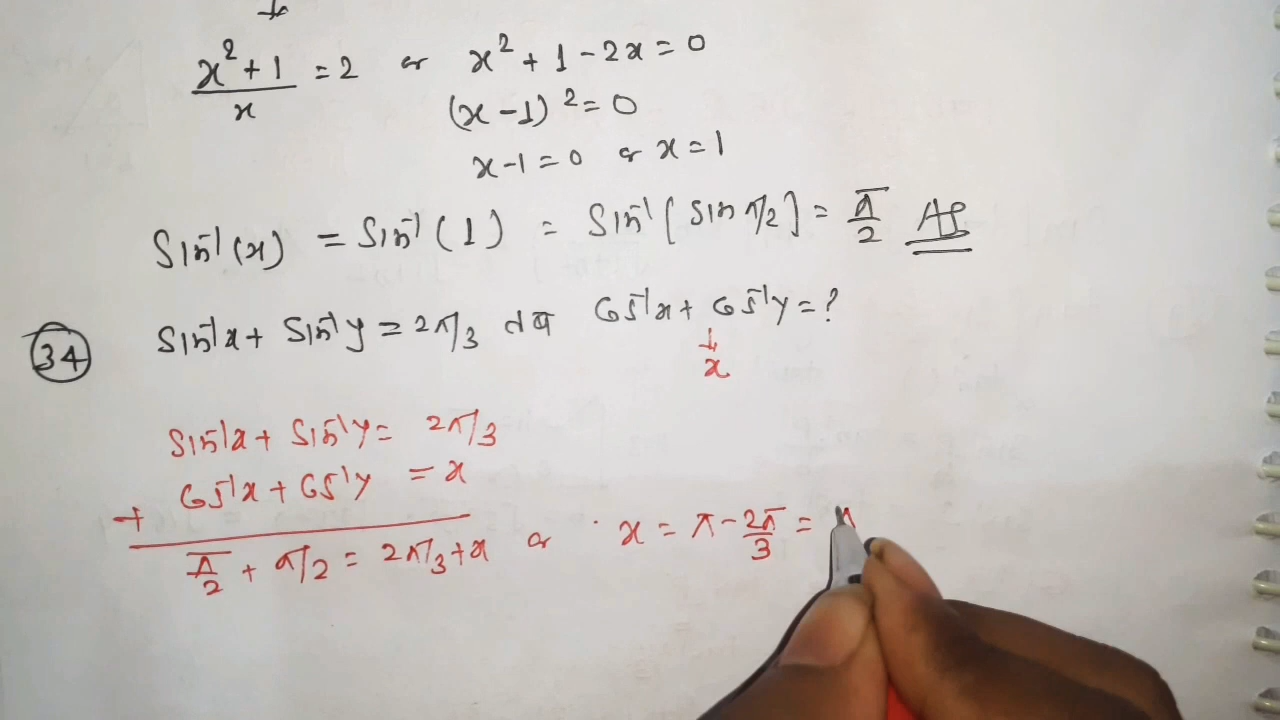 x²+1/x = 2 or x² + 1 - 2x = 0
(x - 1)² = 0
x-1 = 0 or x = 1
Sin⁻¹(x) = Sin⁻¹(1) = Sin⁻¹[Sin π/2] = π/2 As
34 Sin⁻¹x + Sin⁻¹y = 2π/3 तब Cos⁻¹x + Cos⁻¹y = ?
x
Sin⁻¹x + Sin⁻¹y = 2π/3
+ Cos⁻¹x + Cos⁻¹y = x
π/2 + π/2 = 2π/3 + x or x = π - 2π/3 = π